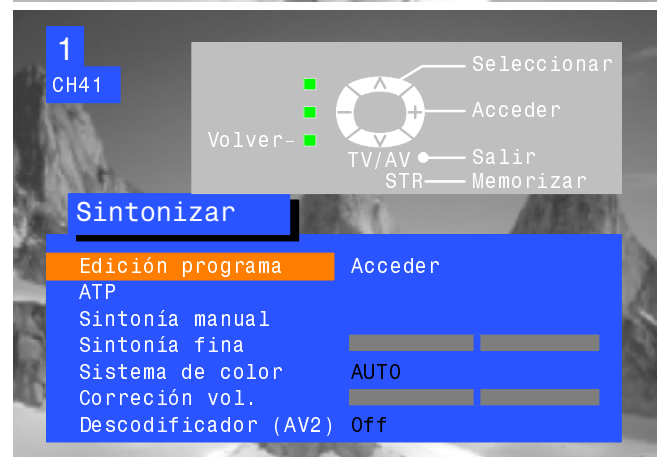 1
CH41
Seleccionar
Acceder
Volver
TV/AV Salir
STR Memorizar
Sintonizar
Edición programa Acceder
ATP
Sintonía manual
Sintonía fina
Sistema de color AUTO
Correción vol.
Descodificador (AV2) Off